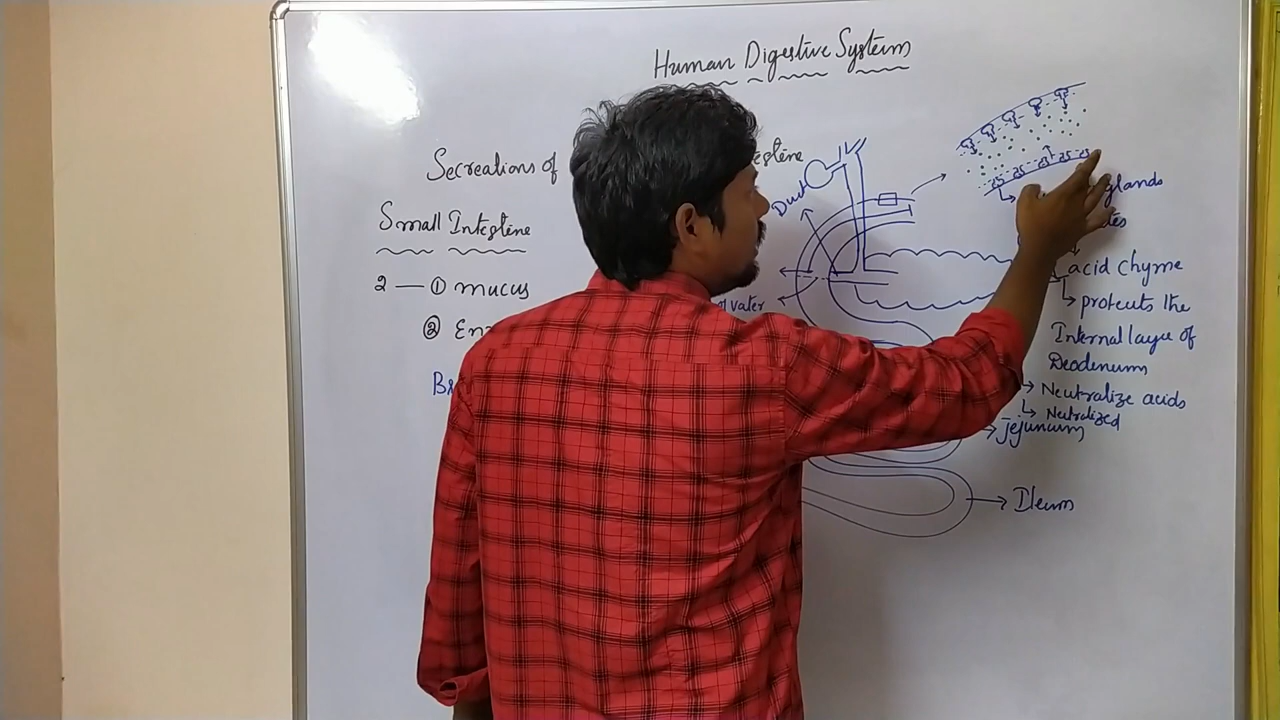 Human Digestive System
Secreations of
Small Intestine
2 — ① mucus
②
Duct
glands
acid chyme
protects the
Internal layer of
Deodenum
Neutralize acids
Neutralized
jejunum
Ileum